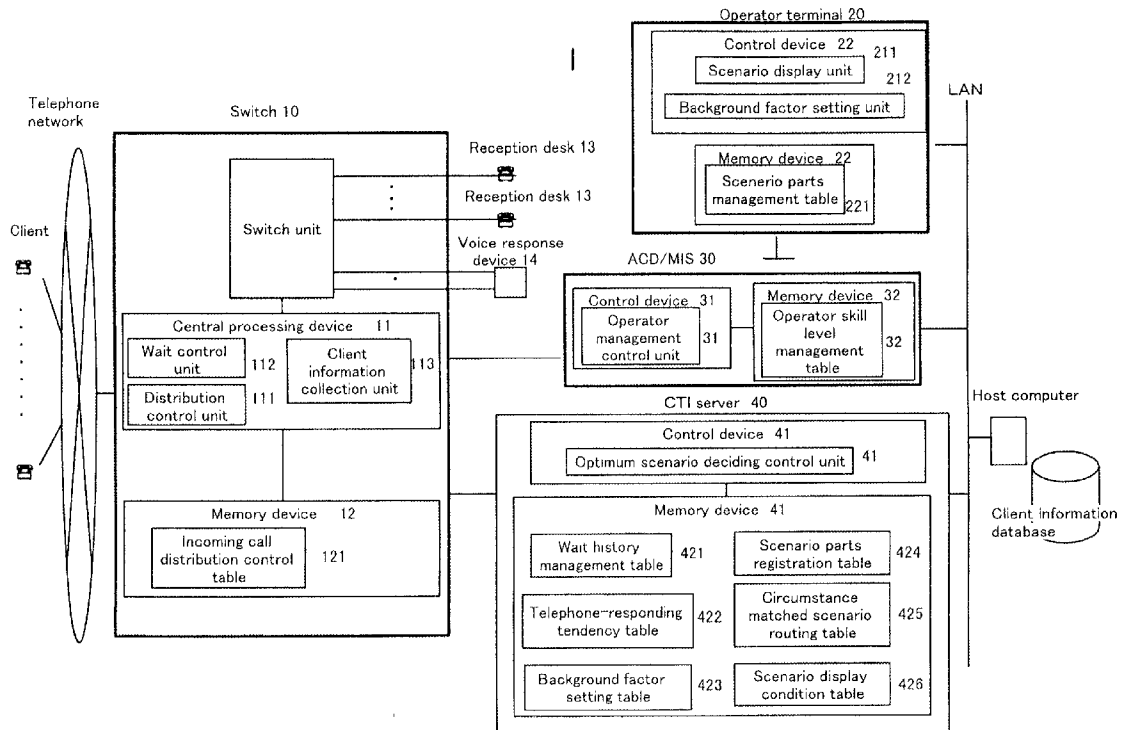 Operator terminal 20
Control device 22
211
Scenario display unit
212
Background factor setting unit
LAN
Memory device 22
Scenerio parts
management table
221
Telephone
network
Switch 10
Reception desk 13
Reception desk 13
Switch unit
Client
Voice response
device 14
ACD/MIS 30
Control device 31
Operator
management
control unit
31
Memory device 32
Operator skill
level
management
table
32
Central processing device 11
Wait control
unit
112
Client
information
collection unit
113
Distribution
control unit
111
CTI server 40
Host computer
Control device 41
Optimum scenario deciding control unit
41
Client information
database
Memory device 12
Incoming call
distribution control
table
121
Memory device 41
Wait history
management table
421
Scenario parts
registration table
424
Telephone-responding
tendency table
422
Circumstance
matched scenario
routing table
425
Background factor
setting table
423
Scenario display
condition table
426